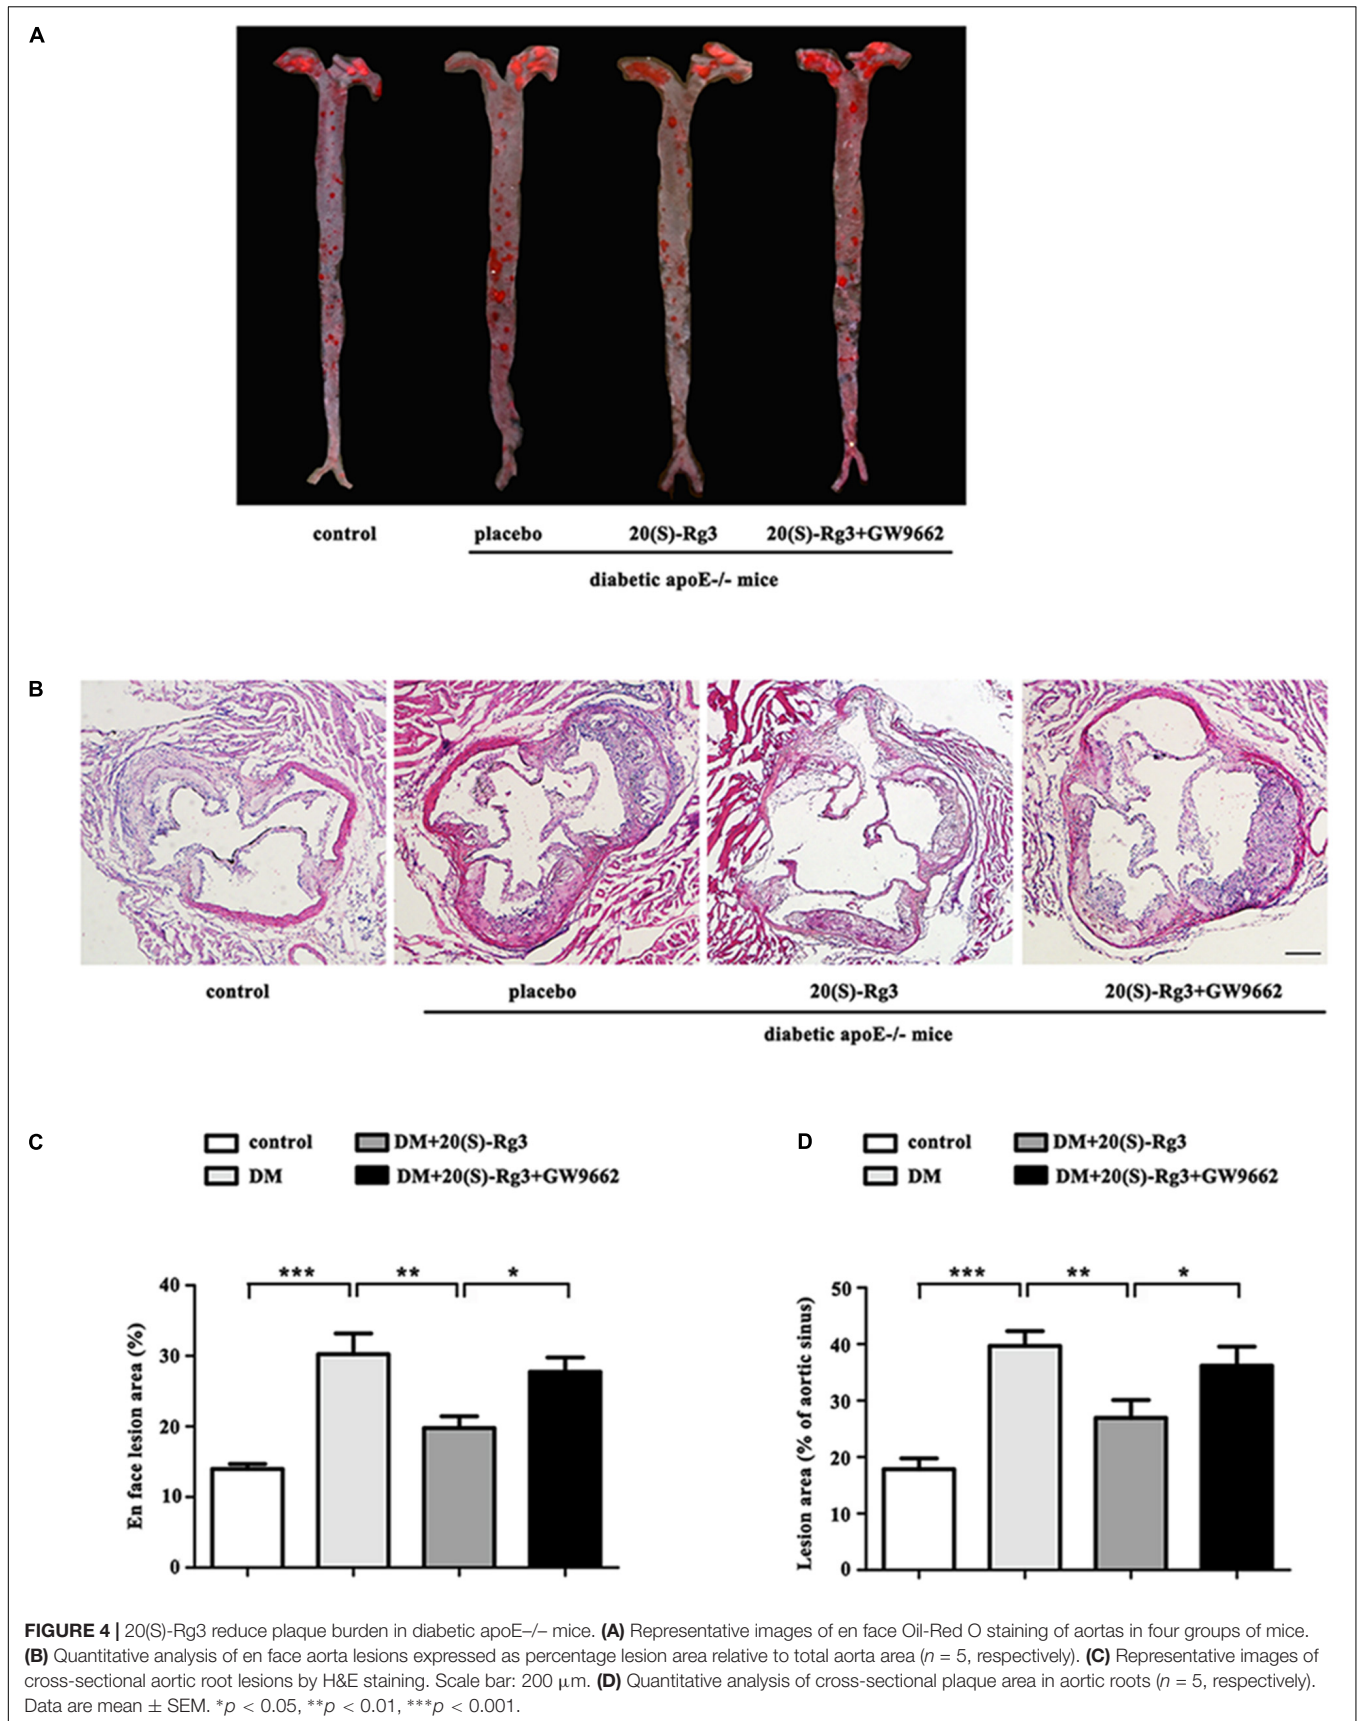 A
control placebo 20(S)-Rg3 20(S)-Rg3+GW9662
diabetic apoE-/- mice
B
control placebo 20(S)-Rg3 20(S)-Rg3+GW9662
diabetic apoE-/- mice
C
control DM+20(S)-Rg3
DM DM+20(S)-Rg3+GW9662
*** ** *
En face lesion area (%)
40
30
20
10
0
D
control DM+20(S)-Rg3
DM DM+20(S)-Rg3+GW9662
*** ** *
Lesion area (% of aortic sinus)
50
40
30
20
10
0
FIGURE 4 | 20(S)-Rg3 reduce plaque burden in diabetic apoE–/– mice. (A) Representative images of en face Oil-Red O staining of aortas in four groups of mice.
(B) Quantitative analysis of en face aorta lesions expressed as percentage lesion area relative to total aorta area (n = 5, respectively). (C) Representative images of
cross-sectional aortic root lesions by H&E staining. Scale bar: 200 μm. (D) Quantitative analysis of cross-sectional plaque area in aortic roots (n = 5, respectively).
Data are mean ± SEM. *p < 0.05, **p < 0.01, ***p < 0.001.